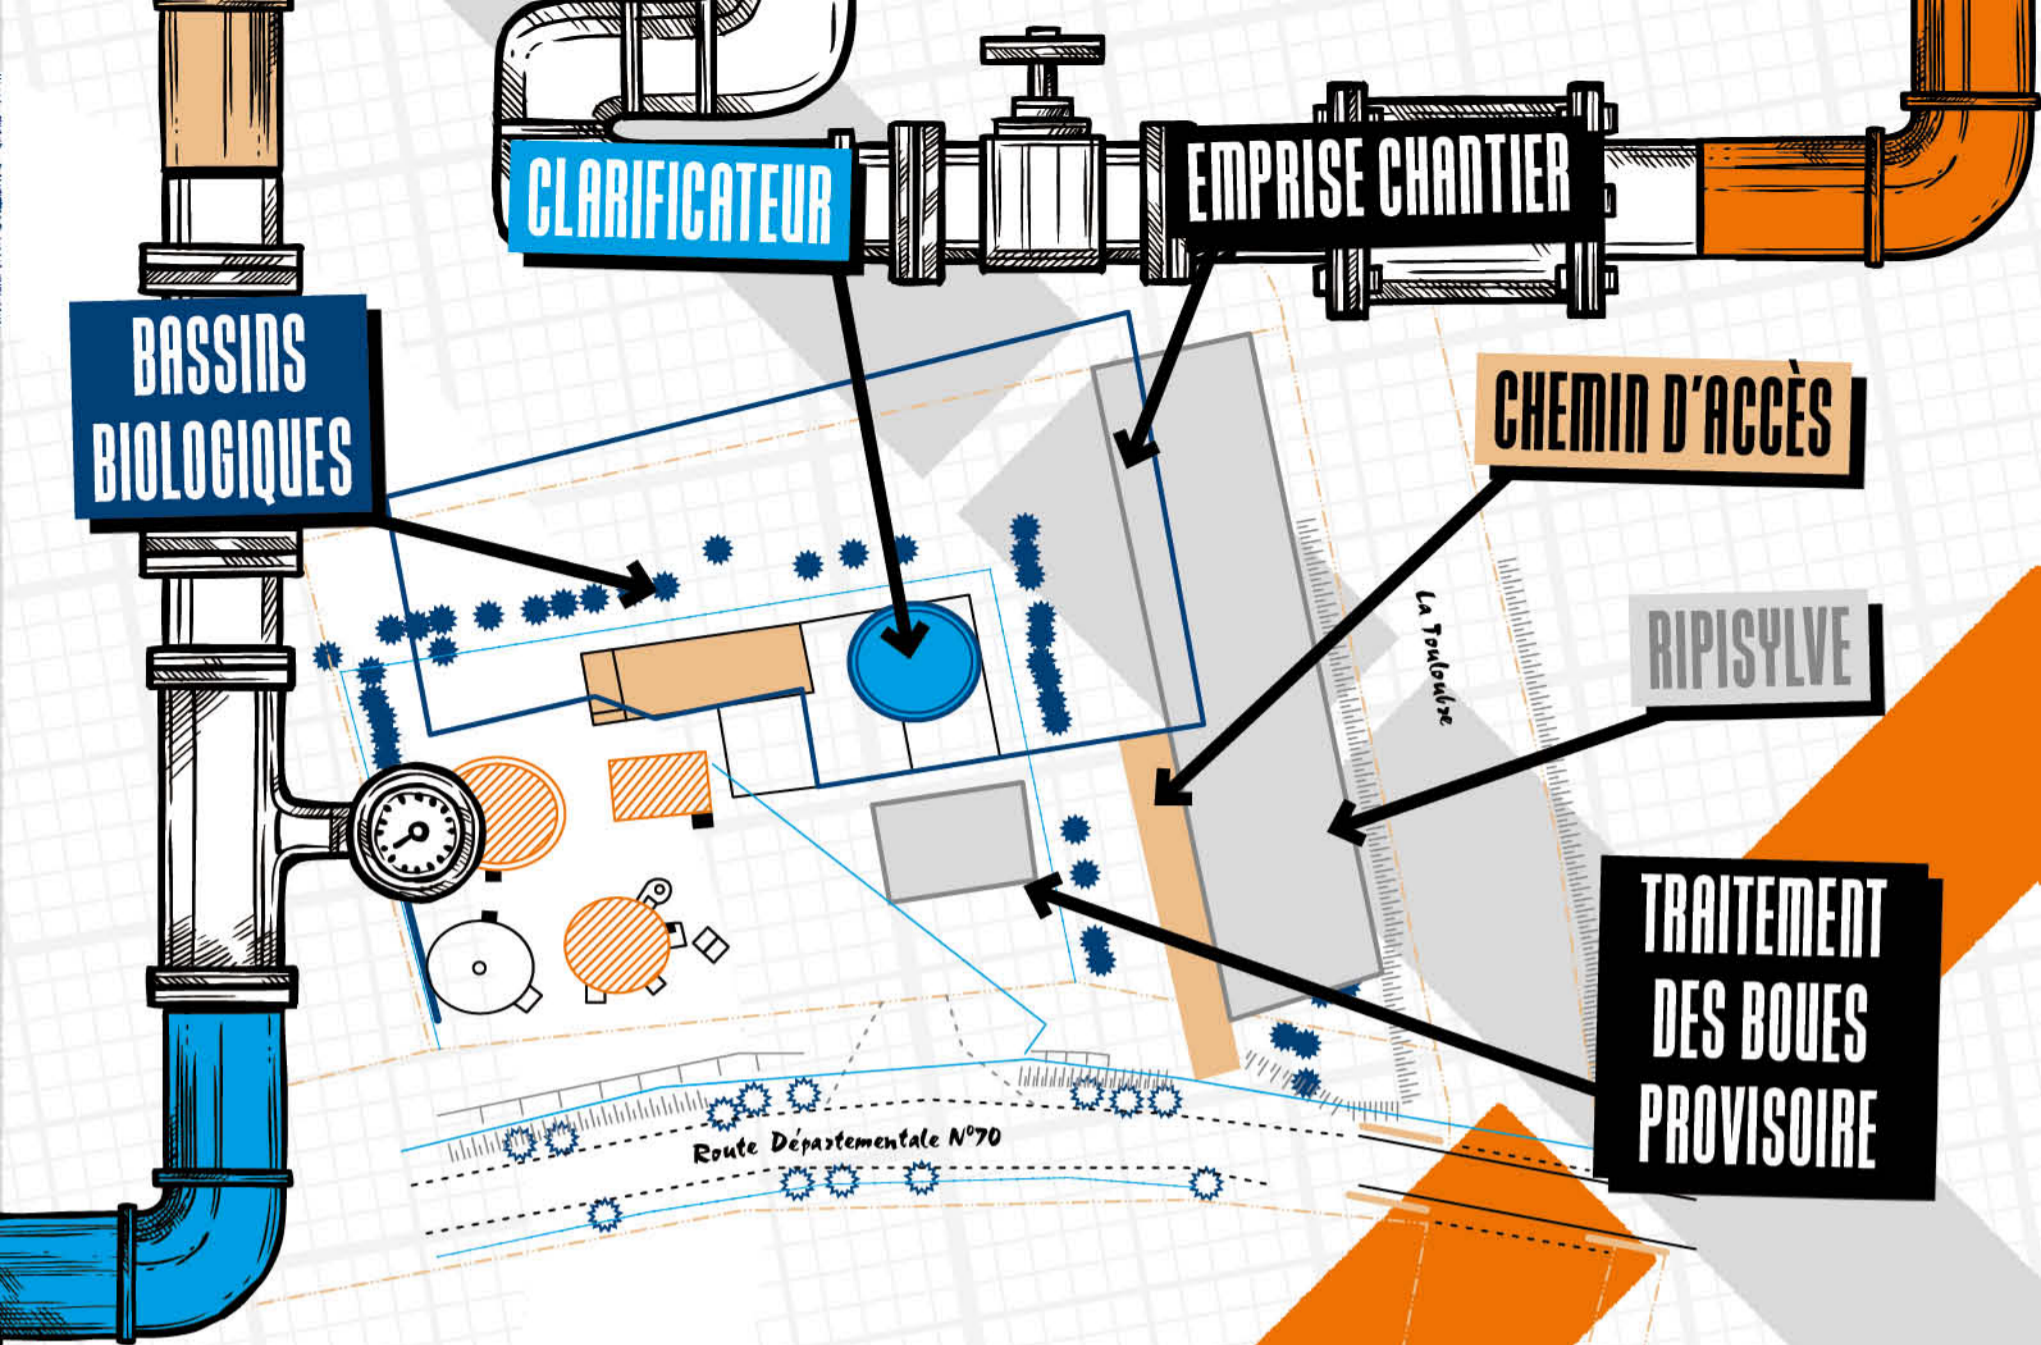 CLARIFICATEUR
EMPRISE CHANTIER
BASSINS
BIOLOGIQUES
CHEMIN D'ACCÈS
RIPISYLVE
La Touloubre
TRAITEMENT
DES BOUES
PROVISOIRE
Route Départementale N°70